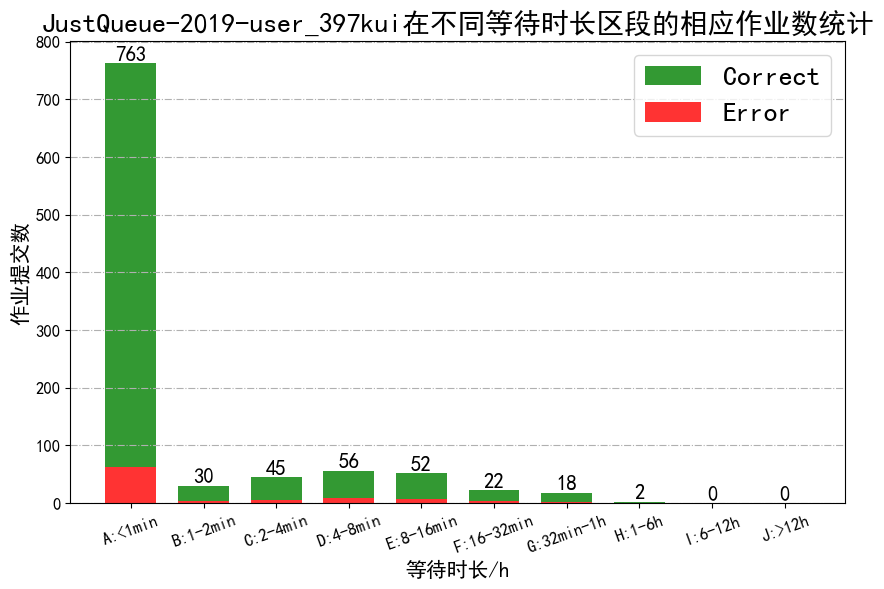 JustQueue-2019-user_397kui在不同等待时长区段的相应作业数统计
Correct
Error
作业提交数
800
700
600
500
400
300
200
100
0
763
30
45
56
52
22
18
2
0
0
A:<1min
B:1-2min
C:2-4min
D:4-8min
E:8-16min
F:16-32min
G:32min-1h
H:1-6h
I:6-12h
J:>12h
等待时长/h